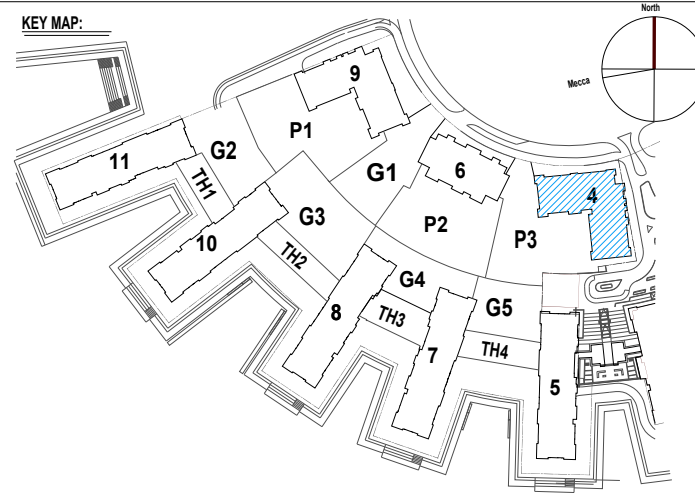 KEY MAP:
North
Mecca
9
P1
11
G2
G1
6
4
TH1
P2
P3
G3
10
TH2
G4
8
G5
TH3
7
TH4
5